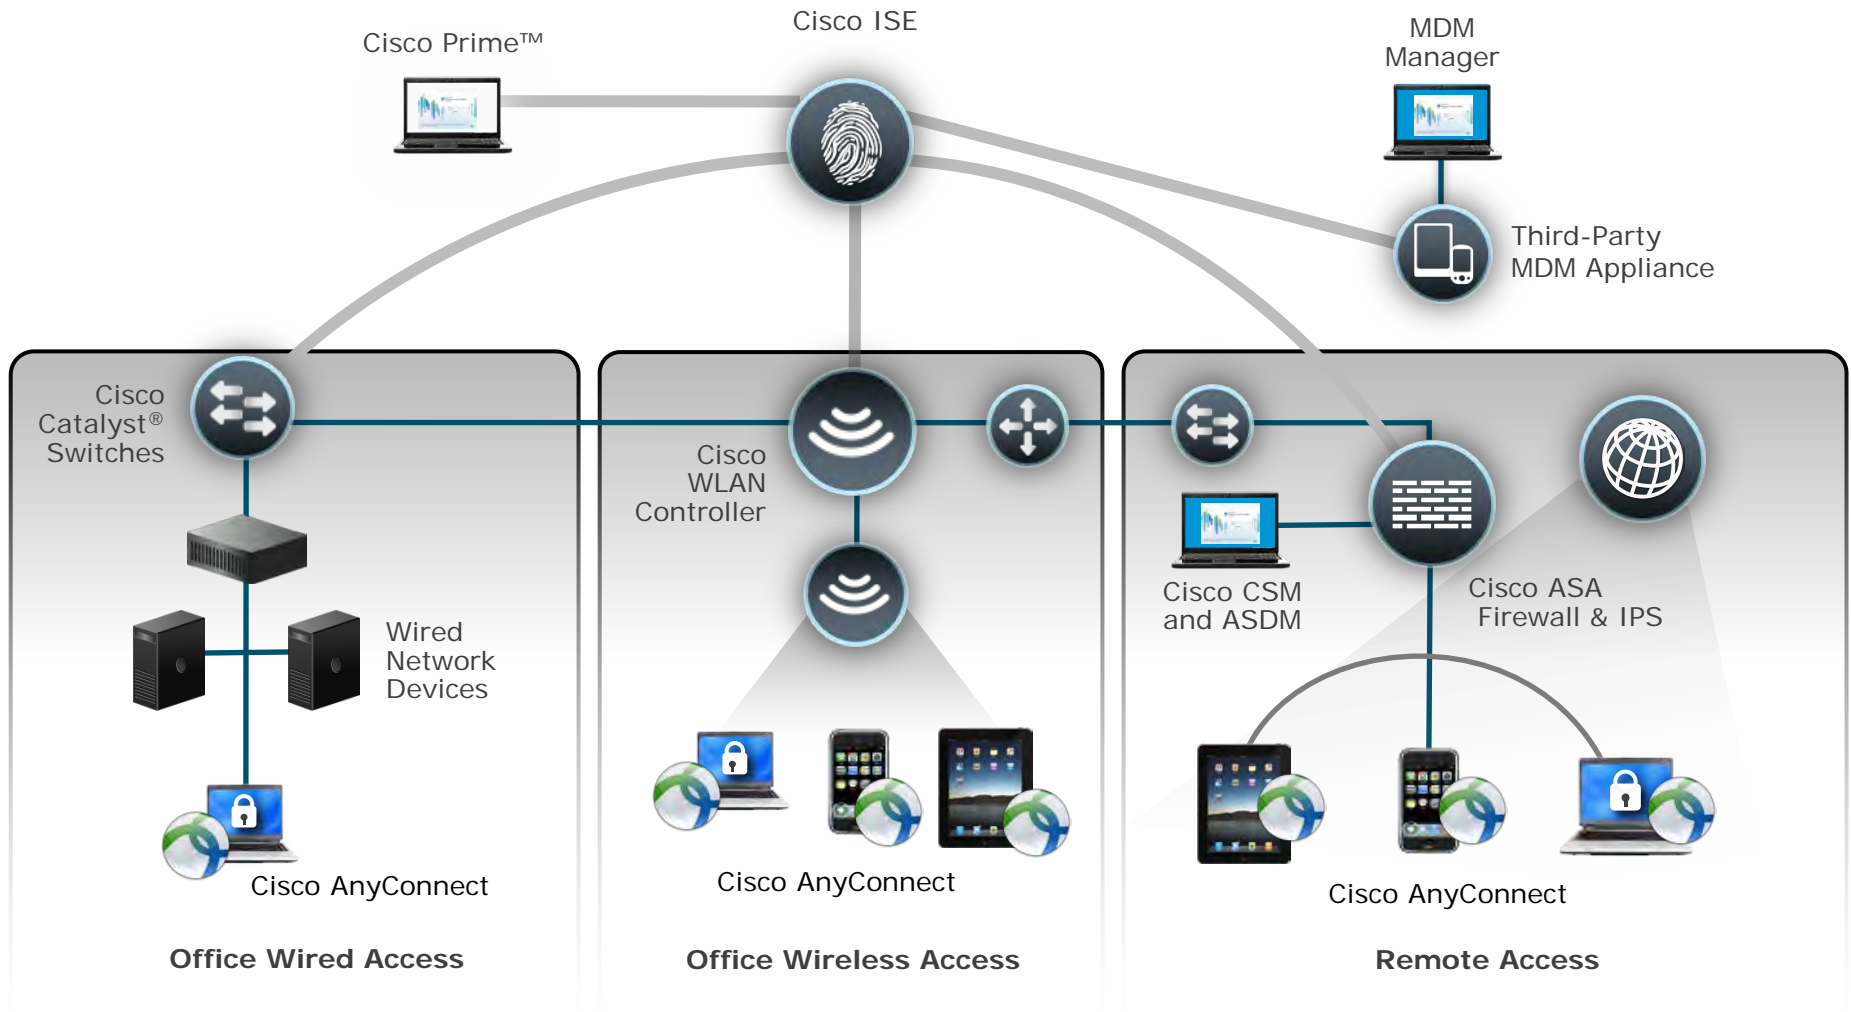 Cisco ISE
Cisco Prime™
MDM
Manager
Third-Party
MDM Appliance
Cisco
Catalyst®
Switches
Wired
Network
Devices
Cisco AnyConnect
Office Wired Access
Cisco
WLAN
Controller
Cisco AnyConnect
Office Wireless Access
Cisco CSM
and ASDM
Cisco ASA
Firewall & IPS
Cisco AnyConnect
Remote Access